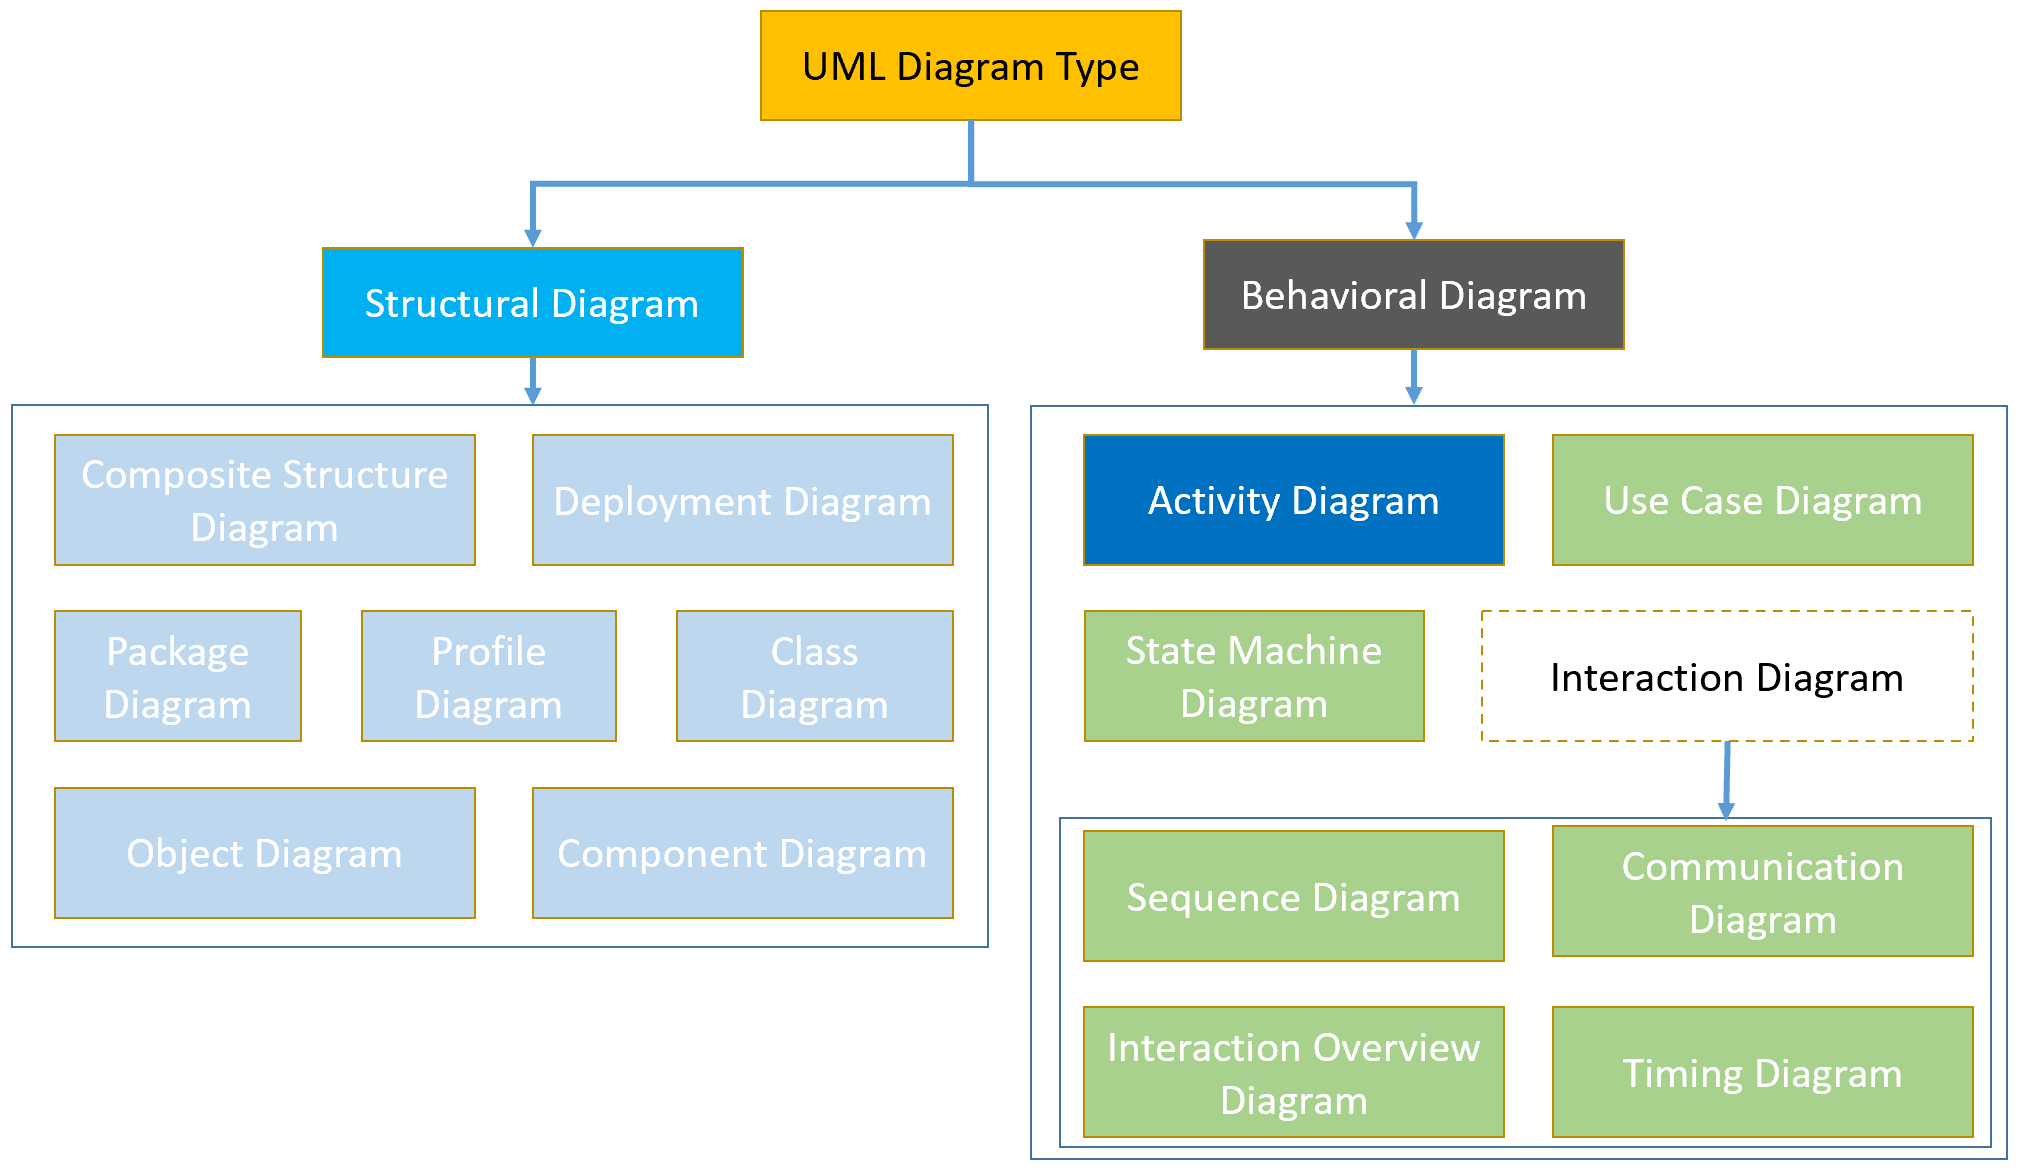 UML Diagram Type
Structural Diagram
Behavioral Diagram
Composite Structure
Diagram
Deployment Diagram
Package
Diagram
Profile
Diagram
Class
Diagram
Object Diagram
Component Diagram
Activity Diagram
Use Case Diagram
State Machine
Diagram
Interaction Diagram
Sequence Diagram
Communication
Diagram
Interaction Overview
Diagram
Timing Diagram